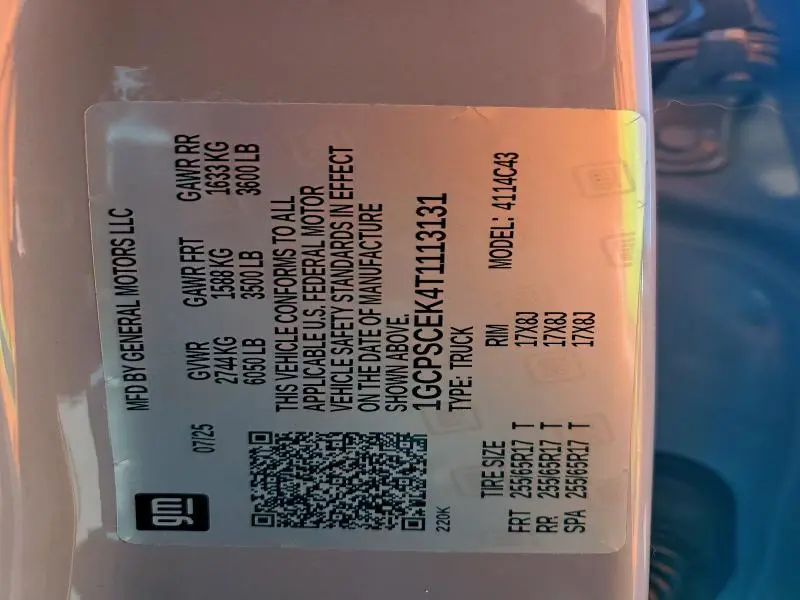 gm
07/25
MFD BY GENERAL MOTORS LLC
GVWR GAWR FRT GAWR RR
2744 KG 1588 KG 1633 KG
6050 LB 3500 LB 3600 LB
THIS VEHICLE CONFORMS TO ALL
APPLICABLE U.S. FEDERAL MOTOR
VEHICLE SAFETY STANDARDS IN EFFECT
ON THE DATE OF MANUFACTURE
SHOWN ABOVE.
1GCPSCEK4T1113131
TYPE: TRUCK
220K
MODEL: 4114C43
TIRE SIZE RIM
FRT 255/65R17 T 17X8J
RR 255/65R17 T 17X8J
SPA 255/65R17 T 17X8J